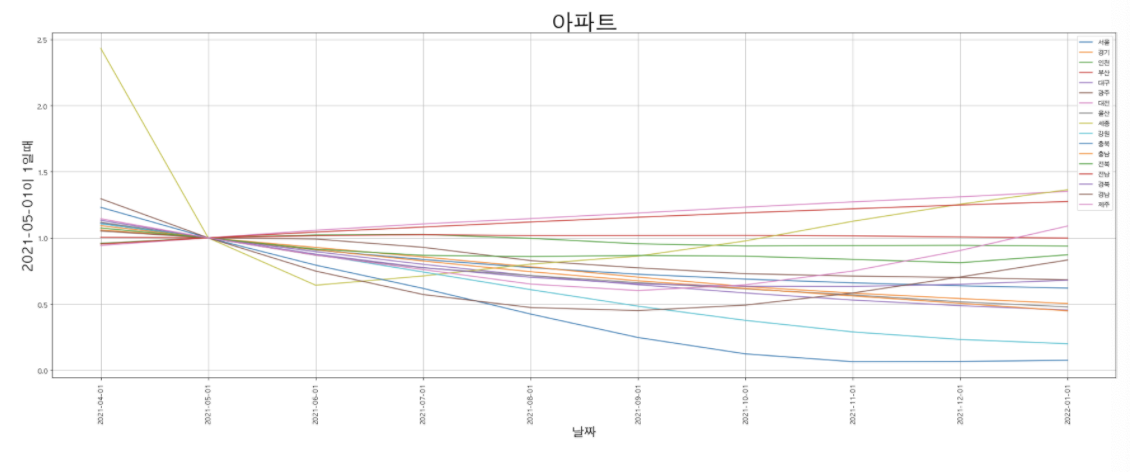 아파트
2.5
2.0
1.5
1.0
0.5
0.0
2021-05-01이 1일때
서울
경기
인천
부산
대구
광주
대전
울산
세종
강원
충북
충남
전북
전남
경북
경남
제주
2021-04-01
2021-05-01
2021-06-01
2021-07-01
2021-08-01
2021-09-01
2021-10-01
2021-11-01
2021-12-01
2022-01-01
날짜